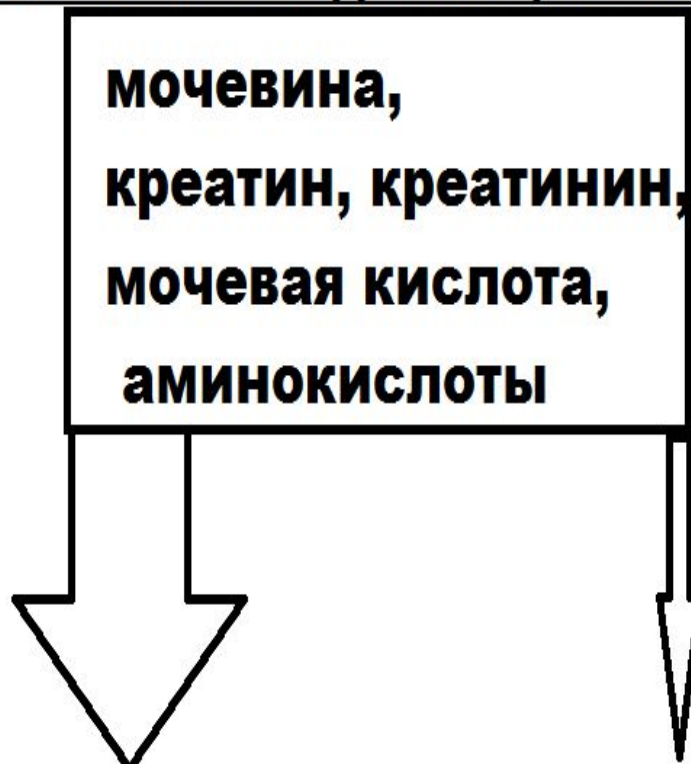 мочевина,
креатин, креатинин,
мочевая кислота,
аминокислоты